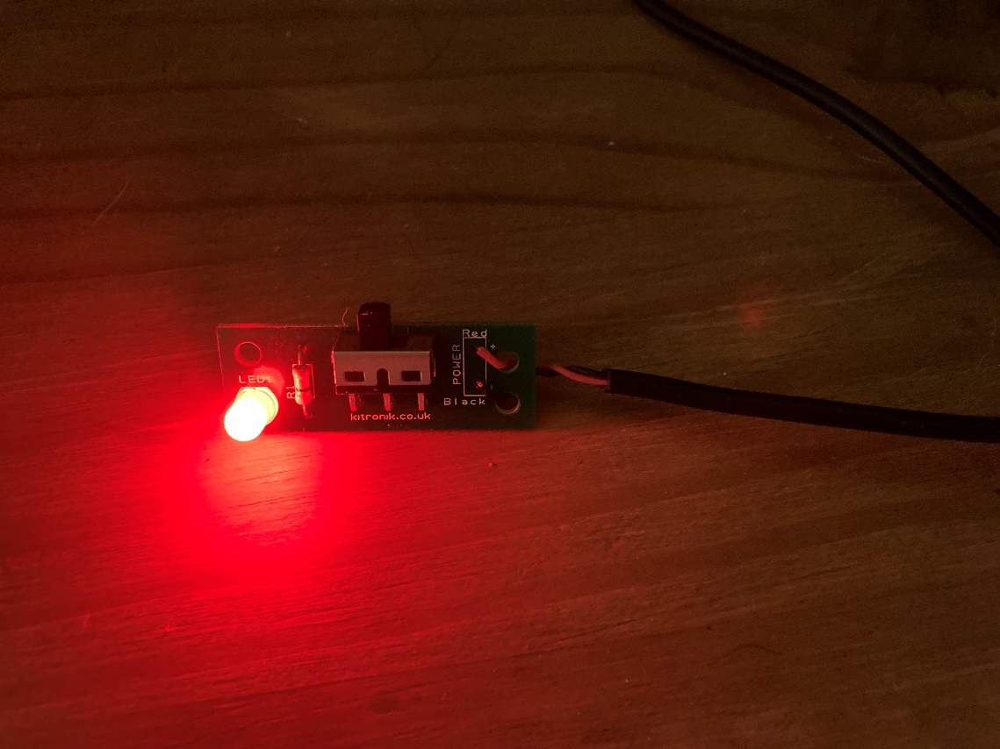 LED1
R1
POWER
Red
+
Black
kitronik.co.uk